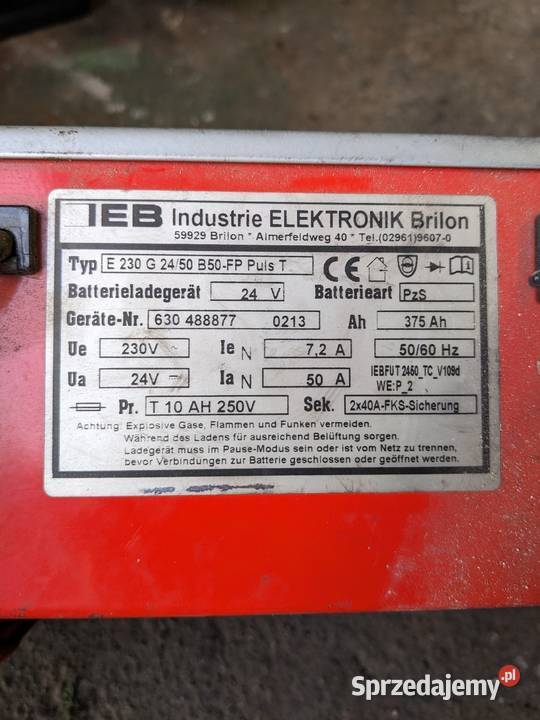 IEB Industrie ELEKTRONIK Brilon
59929 Brilon * Almerfeldweg 40 * Tel.(02961)9607-0
Typ E 230 G 24/50 B50-FP Puls T CE
Batterieladegerät 24 V Batterieart PzS
Geräte-Nr. 630 488877 0213 Ah 375 Ah
Ue 230V~ Ie N 7,2 A 50/60 Hz
Ua 24V Ia N 50 A IEBFUT2460_TC_V109d
WE:P_2
Pr. T 10 AH 250V Sek. 2x40A-FKS-Sicherung
Achtung: Explosive Gase, Flammen und Funken vermeiden.
Während des Ladens für ausreichend Belüftung sorgen.
Ladegerät muss im Pause-Modus sein oder ist vom Netz zu trennen,
bevor Verbindungen zur Batterie geschlossen oder geöffnet werden.
Sprzedajemy.pl